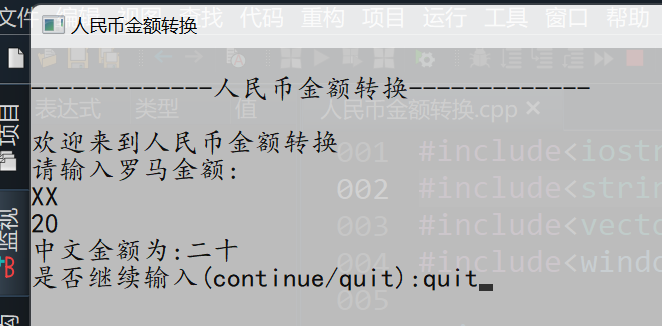 文件 编辑 视图 查找 代码 重构 项目 运行 工具 窗口 帮助
人民币金额转换
-------------人民币金额转换-------------
表达式 类型 值 人民币金额转换.cpp
欢迎来到人民币金额转换
001 #include<iostr
请输入罗马金额:
XX
002 #include<strin
20
003 #include<vecto
中文金额为:二十
004 #include<windo
是否继续输入(continue/quit):quit
005
项目
监视